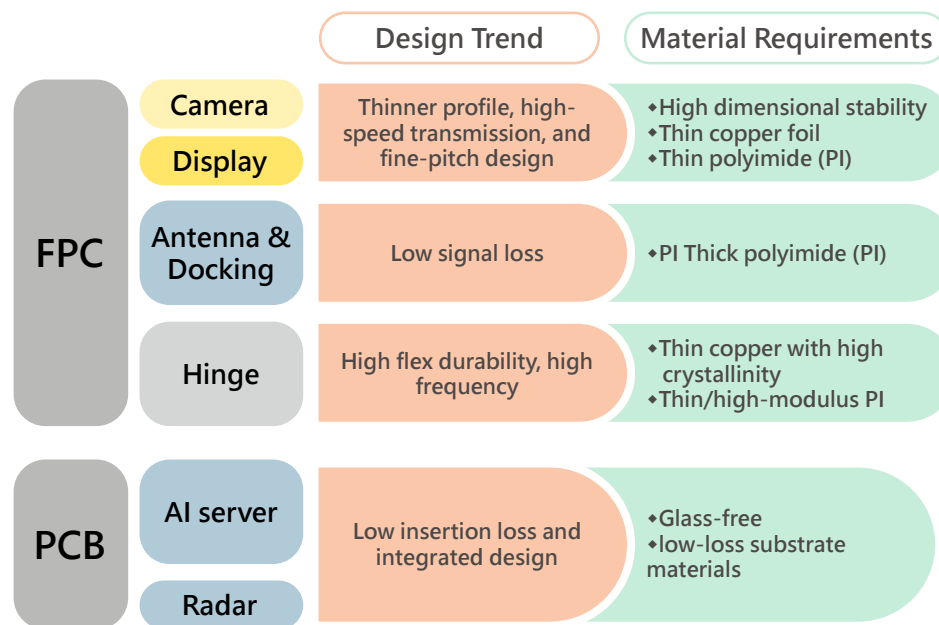 Design Trend
Material Requirements
FPC
Camera
Display
Thinner profile, high-
speed transmission, and
fine-pitch design
◆High dimensional stability
◆Thin copper foil
◆Thin polyimide (PI)
Antenna &
Docking
Low signal loss
◆PI Thick polyimide (PI)
Hinge
High flex durability, high
frequency
◆Thin copper with high
crystallinity
◆Thin/high-modulus PI
PCB
AI server
Radar
Low insertion loss and
integrated design
◆Glass-free
◆low-loss substrate
materials